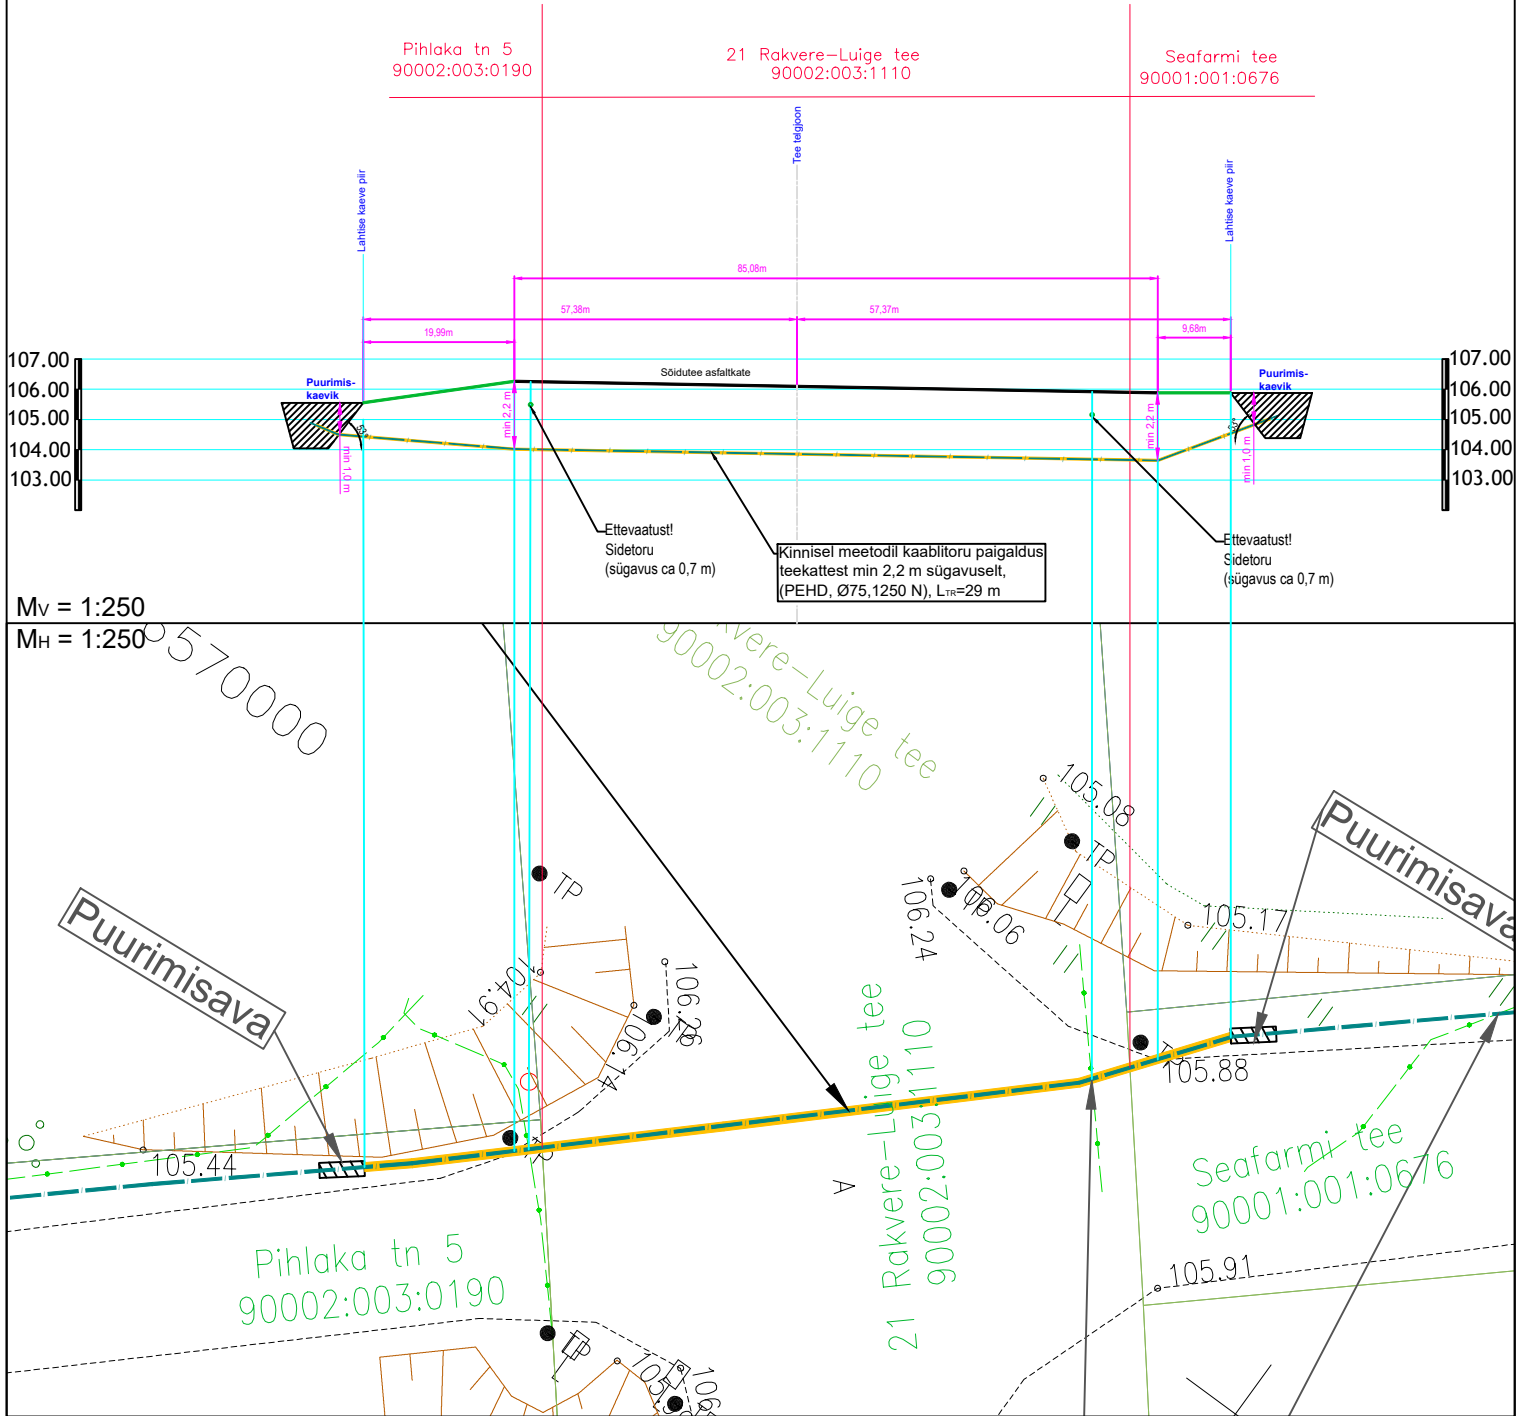 Pihlaka tn 5
90002:003:0190
21 Rakvere-Luige tee
90002:003:1110
Seafarmi tee
90001:001:0676
Lahtise kaeve piir
Tee telgjoon
Lahtise kaeve piir
85,08m
57,38m
57,37m
19,99m
9,68m
107.00
106.00
105.00
104.00
103.00
107.00
106.00
105.00
104.00
103.00
Puurimis-
kaevik
Sõidutee asfaltkate
Puurimis-
kaevik
min 2,2 m
min 2,2 m
53°
min 1,0 m
min 1,0 m
Ettevaatust!
Sidetoru
(sügavus ca 0,7 m)
Kinnisel meetodil kaablitoru paigaldus
teekattest min 2,2 m sügavuselt,
(PEHD, Ø75,1250 N), LTR=29 m
Ettevaatust!
Sidetoru
(sügavus ca 0,7 m)
MV = 1:250
MH = 1:250
570000
vere-Luige tee
90002:003:1110
105.08
TP
TP
TP
106.06
106.24
105.17
Puurimisava
Puurimisava
104.91
106.26
TP
106.14
105.88
105.44
TP
A
21 Rakvere-Luige tee
90002:003:1110
Seafarmi tee
90001:001:0676
Pihlaka tn 5
90002:003:0190
105.91
TP